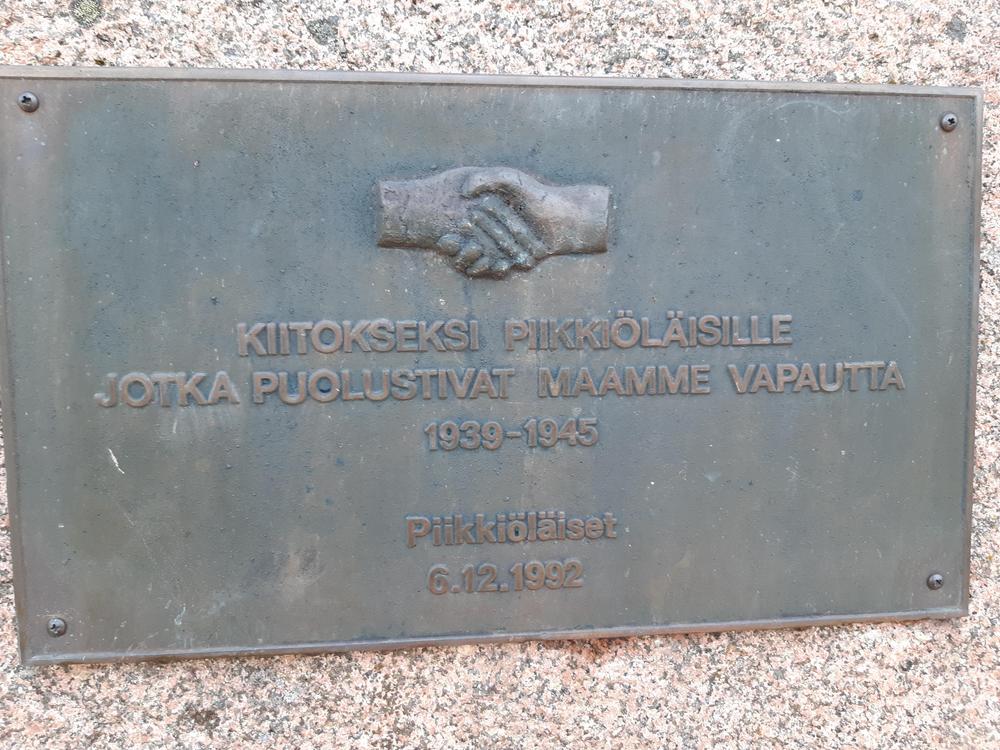 KIITOKSEKSI PIIKKIÖLÄISILLE
JOTKA PUOLUSTIVAT MAAMME VAPAUTTA
1939-1945
Piikkiöläiset
6.12.1992